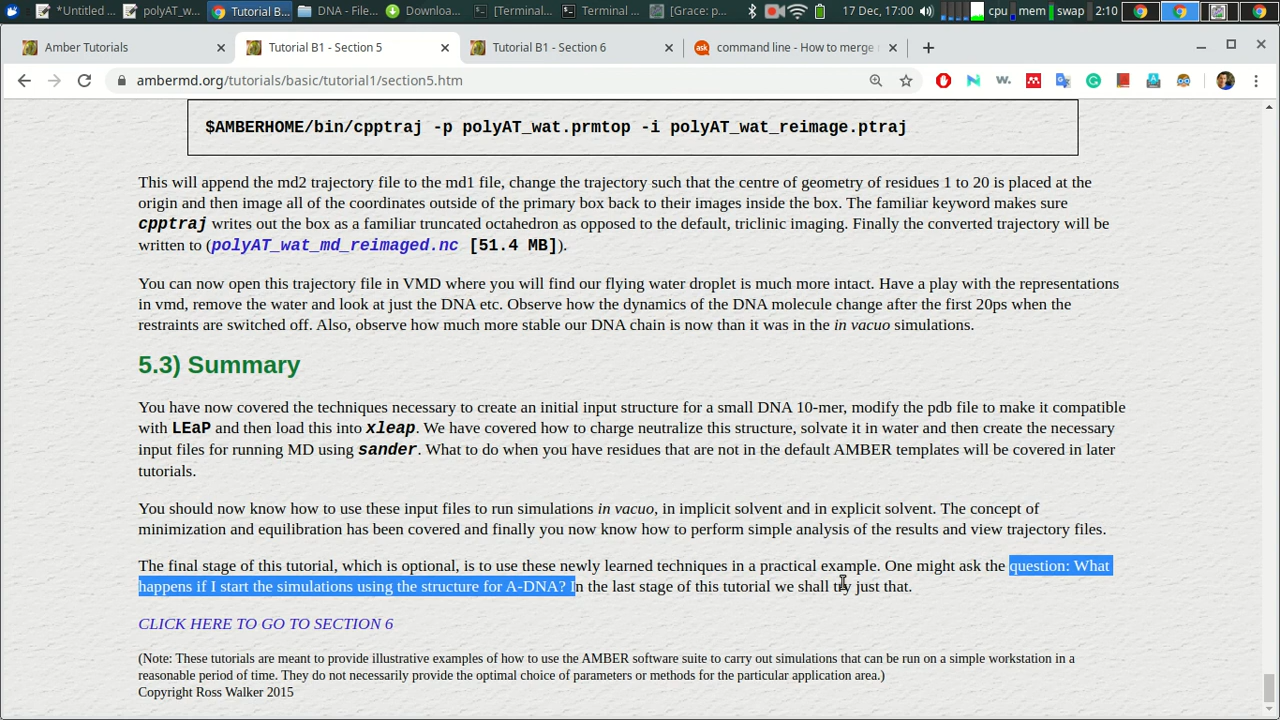 *Untitled ... polyAT_w... Tutorial B... DNA - File... Downloa... [Terminal... Terminal ... [Grace: p... 17 Dec, 17:00 cpu mem swap 2:10
Amber Tutorials Tutorial B1 - Section 5 Tutorial B1 - Section 6 ask command line - How to merge
ambermd.org/tutorials/basic/tutorial1/section5.htm
$AMBERHOME/bin/cpptraj -p polyAT_wat.prmtop -i polyAT_wat_reimage.ptraj
This will append the md2 trajectory file to the md1 file, change the trajectory such that the centre of geometry of residues 1 to 20 is placed at the
origin and then image all of the coordinates outside of the primary box back to their images inside the box. The familiar keyword makes sure
cpptraj writes out the box as a familiar truncated octahedron as opposed to the default, triclinic imaging. Finally the converted trajectory will be
written to (polyAT_wat_md_reimaged.nc [51.4 MB]).
You can now open this trajectory file in VMD where you will find our flying water droplet is much more intact. Have a play with the representations
in vmd, remove the water and look at just the DNA etc. Observe how the dynamics of the DNA molecule change after the first 20ps when the
restraints are switched off. Also, observe how much more stable our DNA chain is now than it was in the in vacuo simulations.
5.3) Summary
You have now covered the techniques necessary to create an initial input structure for a small DNA 10-mer, modify the pdb file to make it compatible
with LEaP and then load this into xleap. We have covered how to charge neutralize this structure, solvate it in water and then create the necessary
input files for running MD using sander. What to do when you have residues that are not in the default AMBER templates will be covered in later
tutorials.
You should now know how to use these input files to run simulations in vacuo, in implicit solvent and in explicit solvent. The concept of
minimization and equilibration has been covered and finally you now know how to perform simple analysis of the results and view trajectory files.
The final stage of this tutorial, which is optional, is to use these newly learned techniques in a practical example. One might ask the question: What
happens if I start the simulations using the structure for A-DNA? In the last stage of this tutorial we shall try just that.
CLICK HERE TO GO TO SECTION 6
(Note: These tutorials are meant to provide illustrative examples of how to use the AMBER software suite to carry out simulations that can be run on a simple workstation in a
reasonable period of time. They do not necessarily provide the optimal choice of parameters or methods for the particular application area.)
Copyright Ross Walker 2015